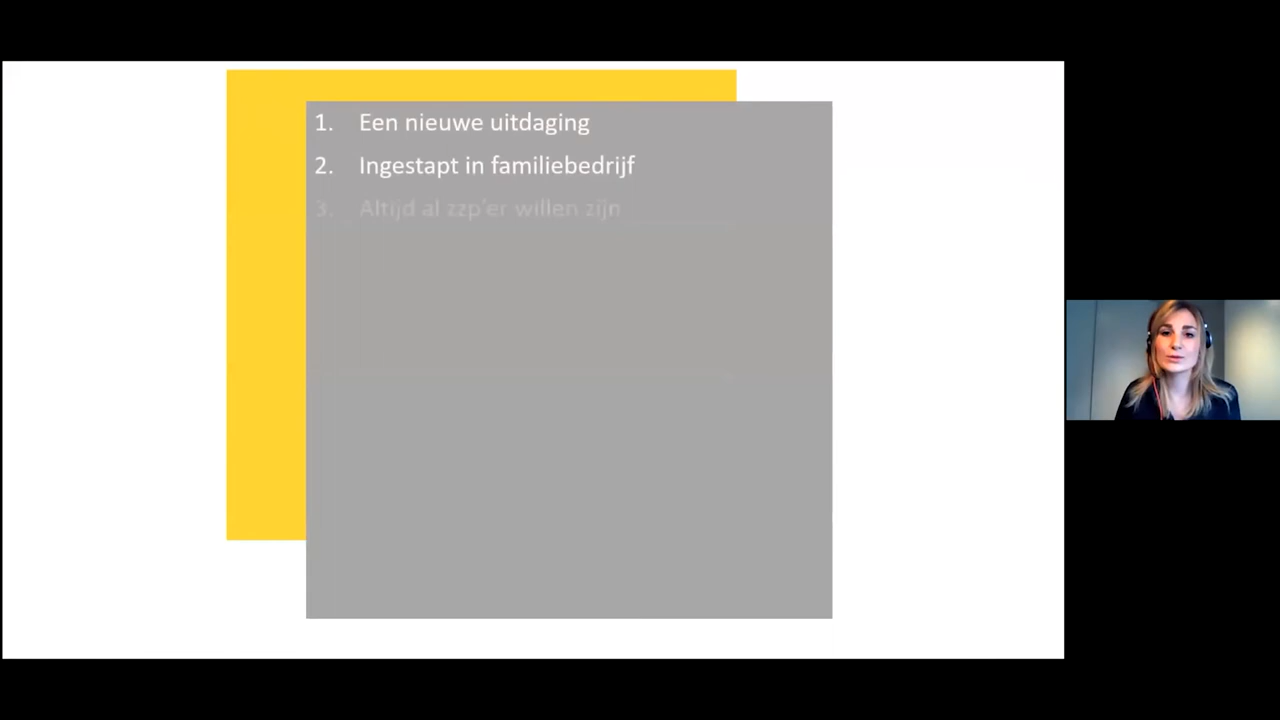 1. Een nieuwe uitdaging
2. Ingestapt in familiebedrijf
3. Altijd al zzp'er willen zijn